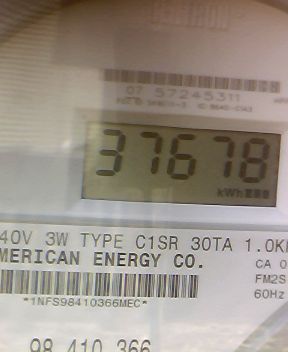 CENTRON
07 57245311
37678
kWh
40V 3W TYPE C1SR 30TA 1.0K
MERICAN ENERGY CO.
CA 0
FM2S
60Hz
*1NFS98410366MEC*
98 410 366